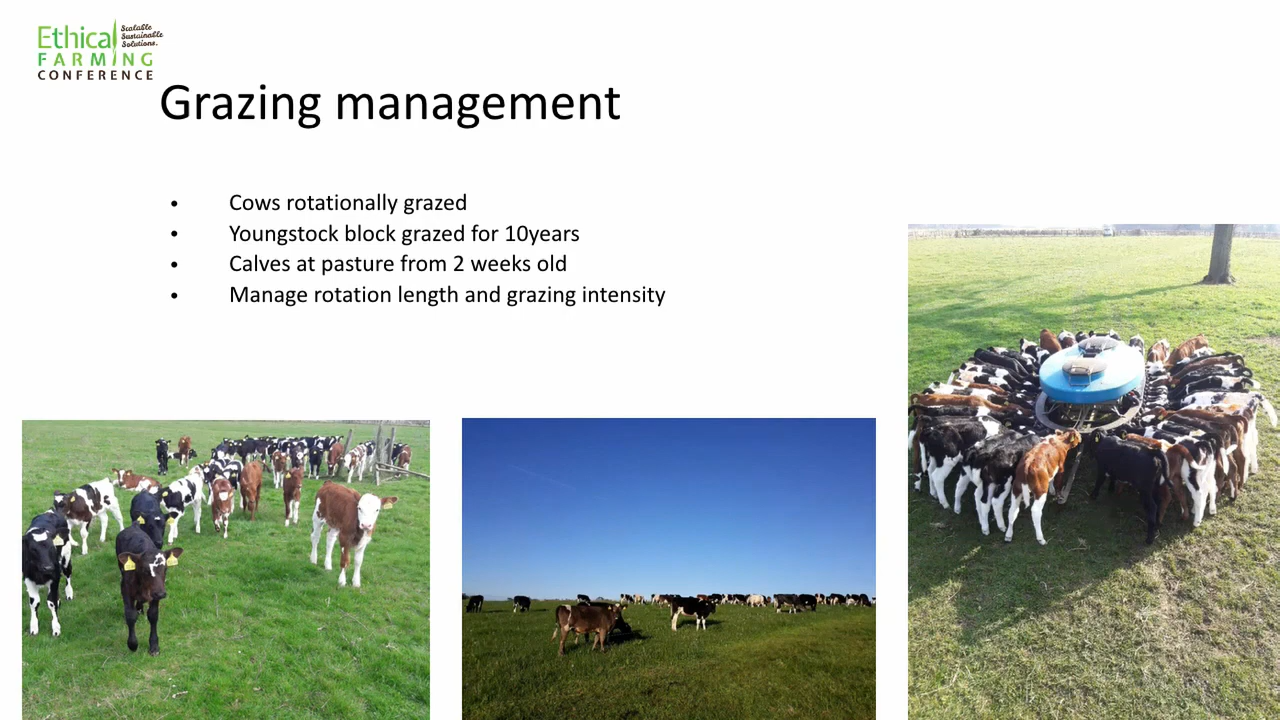 Ethical
Scalable
Sustainable
Solutions.
FARMING
CONFERENCE
Grazing management
• Cows rotationally grazed
• Youngstock block grazed for 10years
• Calves at pasture from 2 weeks old
• Manage rotation length and grazing intensity